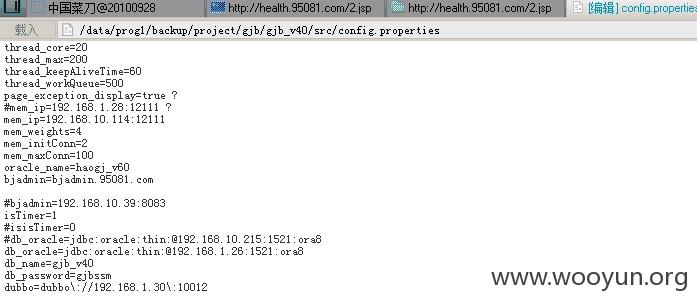 中国菜刀@20100928 http://health.95081.com/2.jsp http://health.95081.com/2.jsp [编辑] config.properties
载入 /data/prog1/backup/project/gjb/gjb_v40/src/config.properties
thread_core=20
thread_max=200
thread_keepAliveTime=60
thread_workQueue=500
page_exception_display=true ?
#mem_ip=192.168.1.28:12111 ?
mem_ip=192.168.10.114:12111
mem_weights=4
mem_initConn=2
mem_maxConn=100
oracle_name=haogj_v60
bjadmin=bjadmin.95081.com
#bjadmin=192.168.10.39:8083
isTimer=1
#isisTimer=0
#db_oracle=jdbc:oracle:thin:@192.168.10.215:1521:ora8
db_oracle=jdbc:oracle:thin:@192.168.1.26:1521:ora8
db_name=gjb_v40
db_password=gjbssm
dubbo=dubbo\://192.168.1.30\:10012
www.wooyun.org